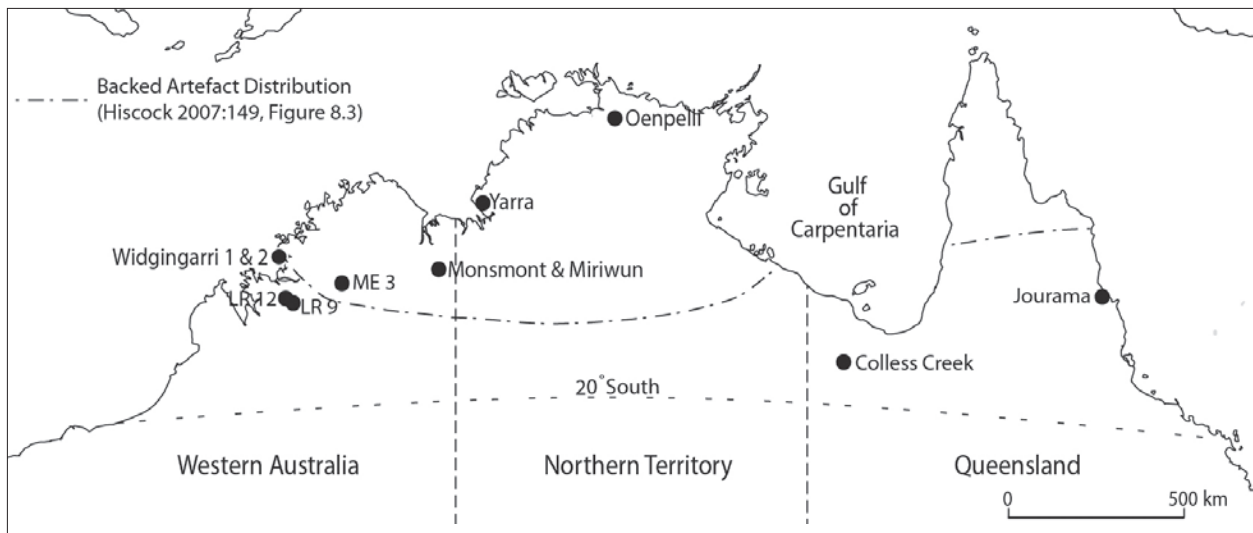 Backed Artefact Distribution
(Hiscock 2007:149, Figure 8.3)
Oenpelli
Yarra
Gulf
of
Carpentaria
Widgingarri 1 & 2
Monsmont & Miriwun
ME 3
LR 12
LR 9
Jourama
Colless Creek
20°South
Western Australia
Northern Territory
Queensland
0
500 km